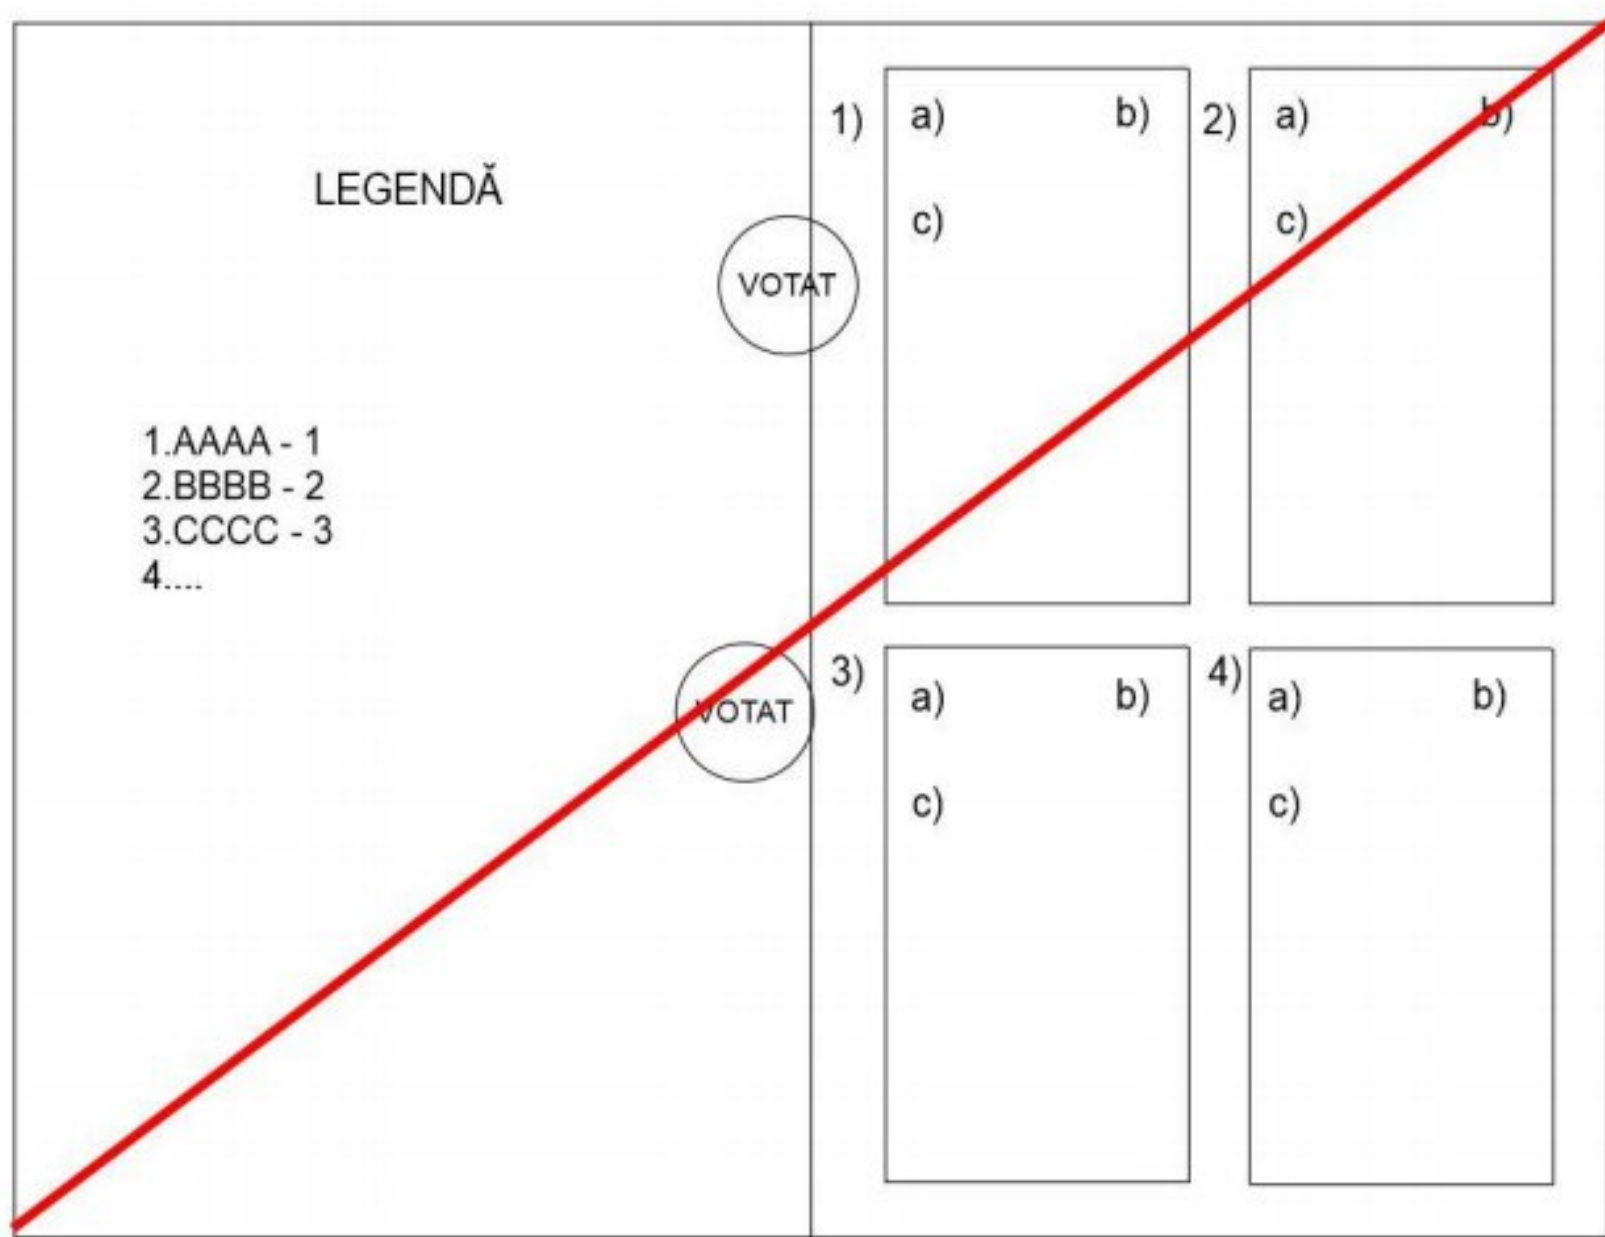 LEGENDĂ
VOTAT
1.AAAA - 1
2.BBBB - 2
3.CCCC - 3
4....
VOTAT
1) a) b)
c)
2) a) b)
c)
3) a) b)
c)
4) a) b)
c)